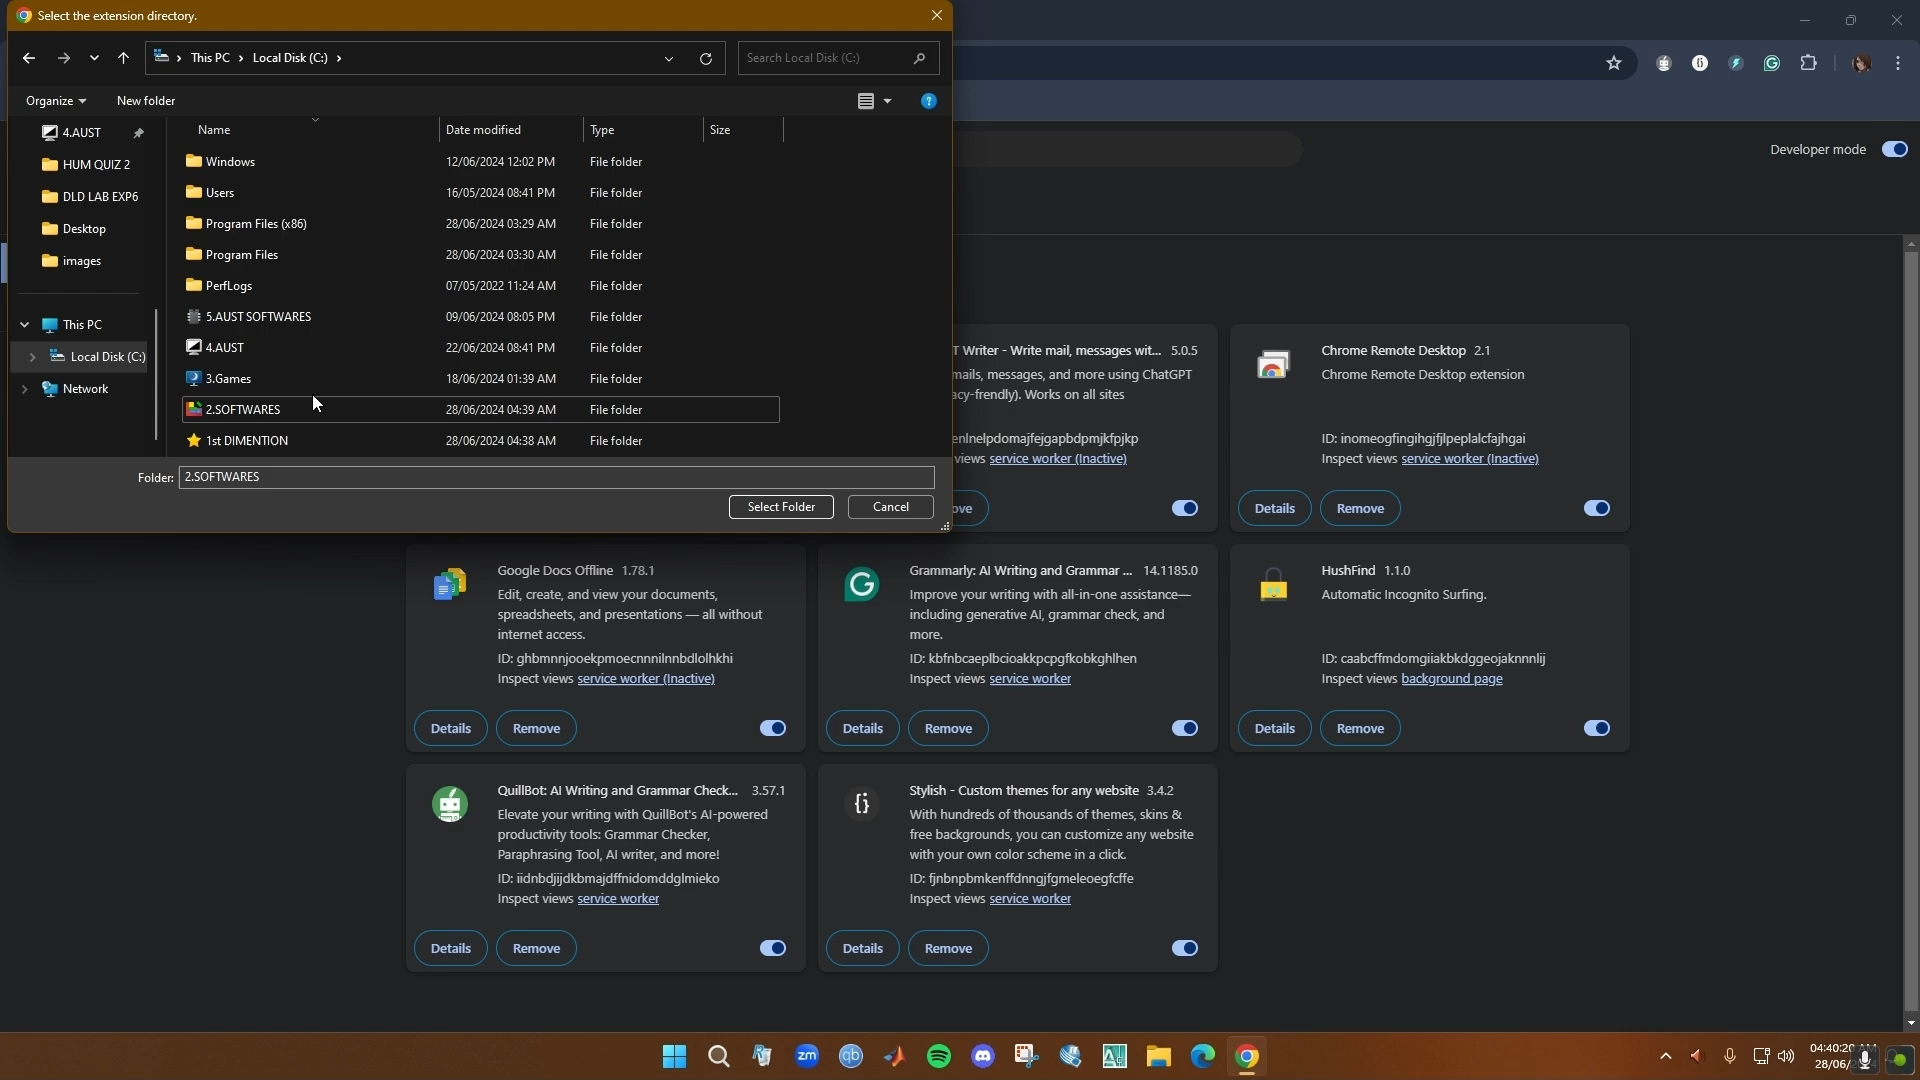 Select the extension directory.
This PC
Local Disk (C:)
Search Local Disk (C:)
Organize
New folder
Name
Date modified
Type
Size
4.AUST
HUM QUIZ 2
DLD LAB EXP6
Desktop
images
This PC
Local Disk (C:)
Network
Windows 12/06/2024 12:02 PM File folder
Users 16/05/2024 08:41 PM File folder
Program Files (x86) 28/06/2024 03:29 AM File folder
Program Files 28/06/2024 03:30 AM File folder
PerfLogs 07/05/2022 11:24 AM File folder
5.AUST SOFTWARES 09/06/2024 08:05 PM File folder
4.AUST 22/06/2024 08:41 PM File folder
3.Games 18/06/2024 01:39 AM File folder
2.SOFTWARES 28/06/2024 04:39 AM File folder
1st DIMENTION 28/06/2024 04:38 AM File folder
Folder: 2.SOFTWARES
Select Folder
Cancel
Developer mode
T Writer - Write mail, messages wit... 5.0.5
mails, messages, and more using ChatGPT
acy-frendly). Works on all sites
enlnelpdomajfejgapbdpmjkfpjkp
views service worker (Inactive)
ove
Chrome Remote Desktop 2.1
Chrome Remote Desktop extension
ID: inomeogfingihgjfjlpeplalcfajhgai
Inspect views service worker (Inactive)
Details
Remove
Google Docs Offline 1.78.1
Edit, create, and view your documents,
spreadsheets, and presentations — all without
internet access.
ID: ghbmnnjooekpmoecnnnilnnbdlolhkhi
Inspect views service worker (Inactive)
Details
Remove
Grammarly: AI Writing and Grammar ... 14.1185.0
Improve your writing with all-in-one assistance—
including generative AI, grammar check, and
more.
ID: kbfnbcaeplbcioakkpcpgfkobkghlhen
Inspect views service worker
Details
Remove
HushFind 1.1.0
Automatic Incognito Surfing.
ID: caabcffmdomgiiakbkdggeojaknnnlij
Inspect views background page
Details
Remove
QuillBot: AI Writing and Grammar Check... 3.57.1
Elevate your writing with QuillBot's AI-powered
productivity tools: Grammar Checker,
Paraphrasing Tool, AI writer, and more!
ID: iidnbdjijdkbmajdffnidomddglmieko
Inspect views service worker
Details
Remove
Stylish - Custom themes for any website 3.4.2
With hundreds of thousands of themes, skins &
free backgrounds, you can customize any website
with your own color scheme in a click.
ID: fjnbnpbmkenffdnngjfgmeleoegfcffe
Inspect views service worker
Details
Remove
zm
qb
04:40:20
28/06/